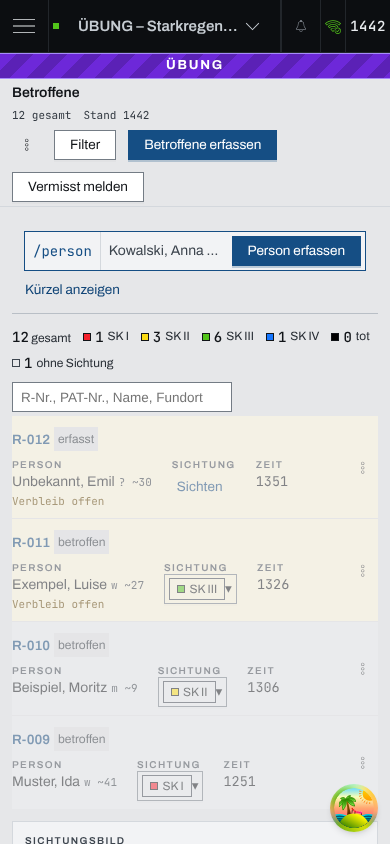 ÜBUNG – Starkregen… 1442
ÜBUNG
Betroffene
12 gesamt Stand 1442
Filter Betroffene erfassen
Vermisst melden
/person Kowalski, Anna … Person erfassen
Kürzel anzeigen
12 gesamt 1 SK I 3 SK II 6 SK III 1 SK IV 0 tot
1 ohne Sichtung
R-Nr., PAT-Nr., Name, Fundort
R-012 erfasst
PERSON SICHTUNG ZEIT
Unbekannt, Emil ? ~30 Sichten 1351
Verbleib offen
R-011 betroffen
PERSON SICHTUNG ZEIT
Exempel, Luise w ~27 SK III 1326
Verbleib offen
R-010 betroffen
PERSON SICHTUNG ZEIT
Beispiel, Moritz m ~9 SK II 1306
R-009 betroffen
PERSON SICHTUNG ZEIT
Muster, Ida w ~41 SK I 1251
SICHTUNGSBILD